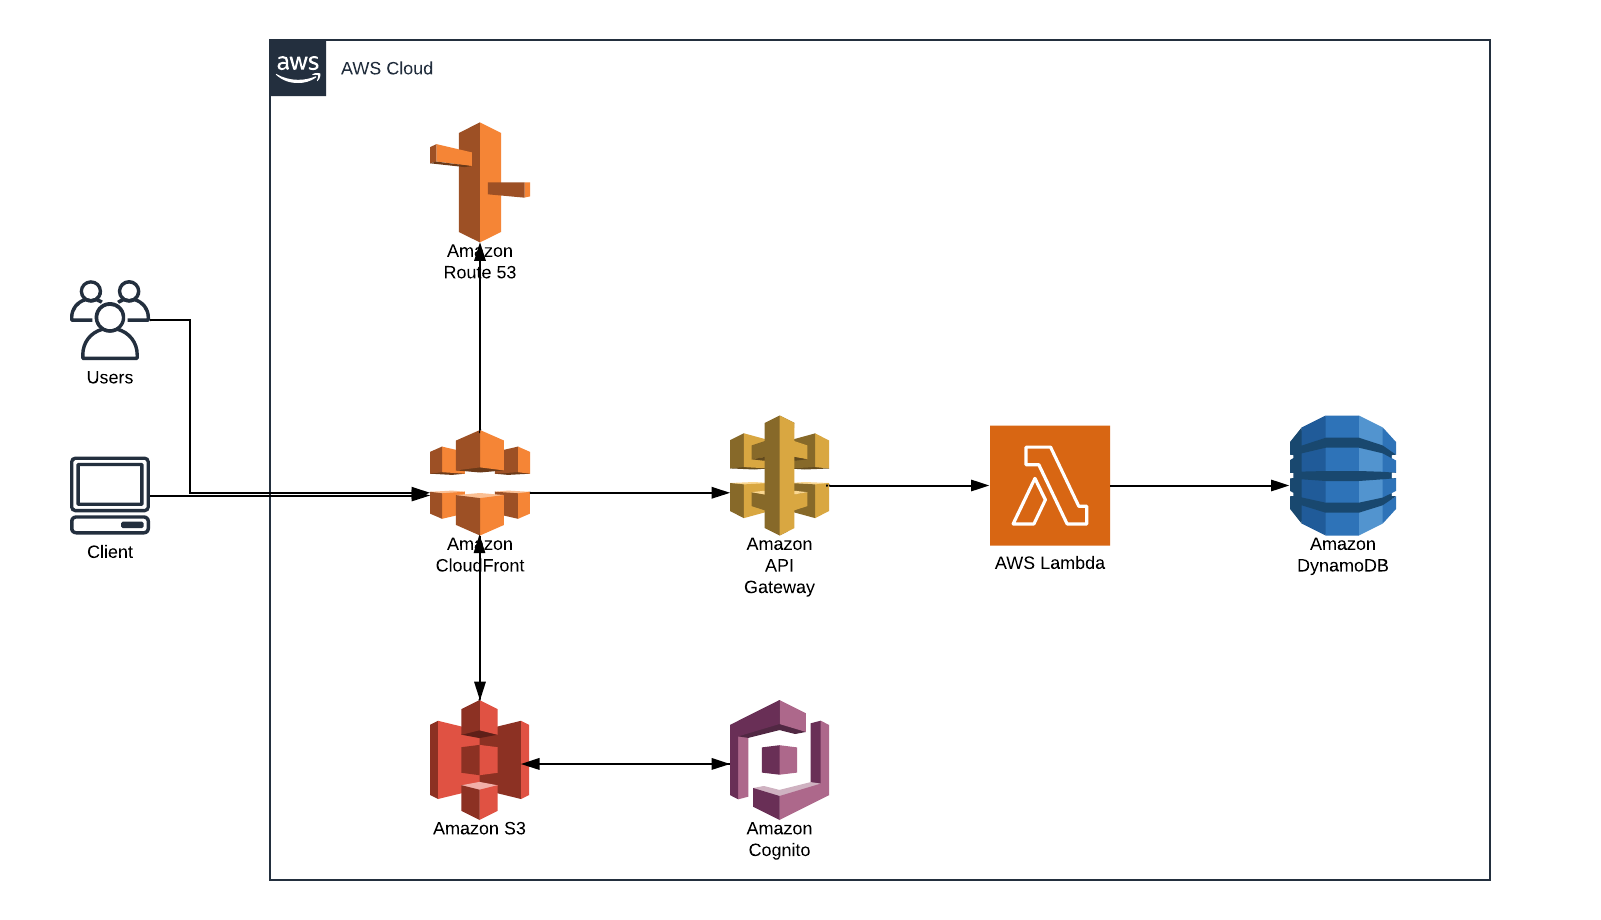 aws
AWS Cloud
Amazon
Route 53
Users
Client
Amazon
CloudFront
Amazon
API
Gateway
AWS Lambda
Amazon
DynamoDB
Amazon S3
Amazon
Cognito